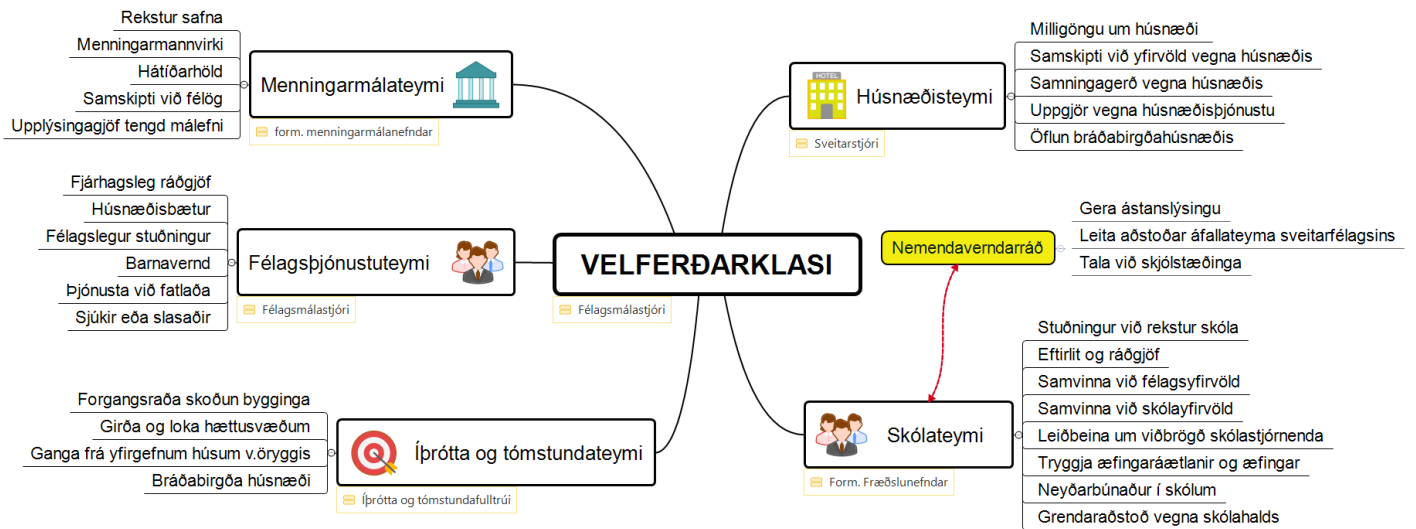 VELFERÐARKLASI
Félagsmálastjóri
Menningarmálateymi
form. menningarmálanefndar
Rekstur safna
Menningarmannvirki
Hátíðarhöld
Samskipti við félög
Upplýsingagjöf tengd málefni
Félagsþjónustuteymi
Félagsmálastjóri
Fjárhagsleg ráðgjöf
Húsnæðisbætur
Félagslegur stuðningur
Barnavernd
Þjónusta við fatlaða
Sjúkir eða slasaðir
Íþrótta og tómstundateymi
Íþrótta og tómstundafulltrúi
Forgangsraða skoðun bygginga
Girða og loka hættusvæðum
Ganga frá yfirgefnum húsum v.öryggis
Bráðabirgða húsnæði
HOTEL
Húsnæðisteymi
Sveitarstjóri
Milligöngu um húsnæði
Samskipti við yfirvöld vegna húsnæðis
Samningagerð vegna húsnæðis
Uppgjör vegna húsnæðisþjónustu
Öflun bráðabirgðahúsnæðis
Nemendaverndarráð
Gera ástanslýsingu
Leita aðstoðar áfallateyma sveitarfélagsins
Tala við skjólstæðinga
Skólateymi
Form. Fræðslunefndar
Stuðningur við rekstur skóla
Eftirlit og ráðgjöf
Samvinna við félagsyfirvöld
Samvinna við skólayfirvöld
Leiðbeina um viðbrögð skólastjórnenda
Tryggja æfingaráætlanir og æfingar
Neyðarbúnaður í skólum
Grendaraðstoð vegna skólahalds